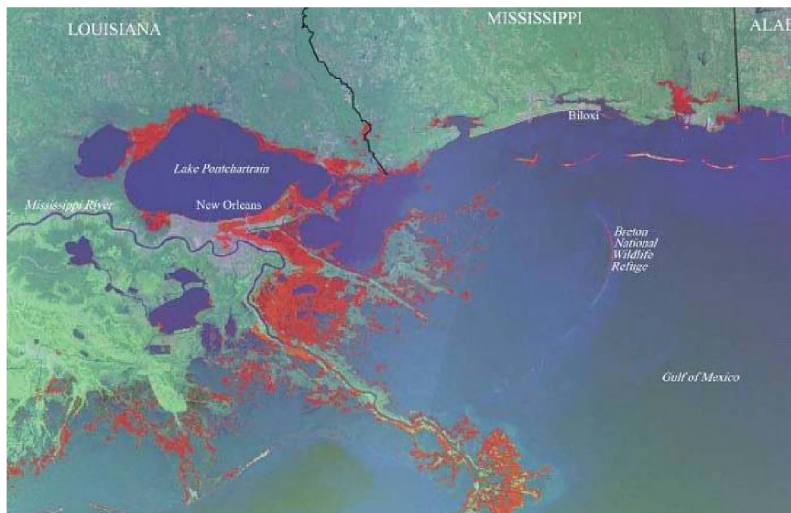 LOUISIANA
MISSISSIPPI
ALAB
Biloxi
Lake Pontchartrain
Mississippi River
New Orleans
Breton
National
Wildlife
Refuge
Gulf of Mexico